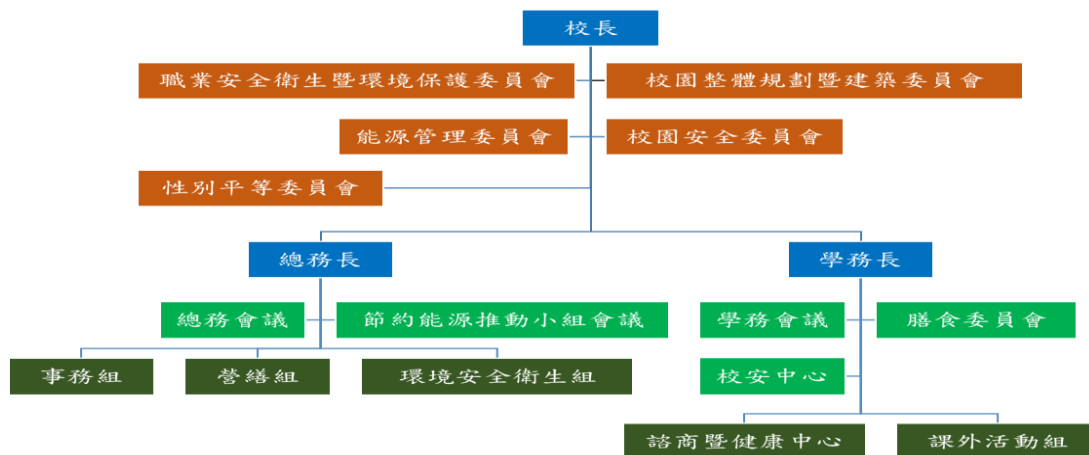 校長
職業安全衛生暨環境保護委員會
校園整體規劃暨建築委員會
能源管理委員會
校園安全委員會
性別平等委員會
總務長
學務長
總務會議
節約能源推動小組會議
學務會議
膳食委員會
事務組
營繕組
環境安全衛生組
校安中心
諮商暨健康中心
課外活動組